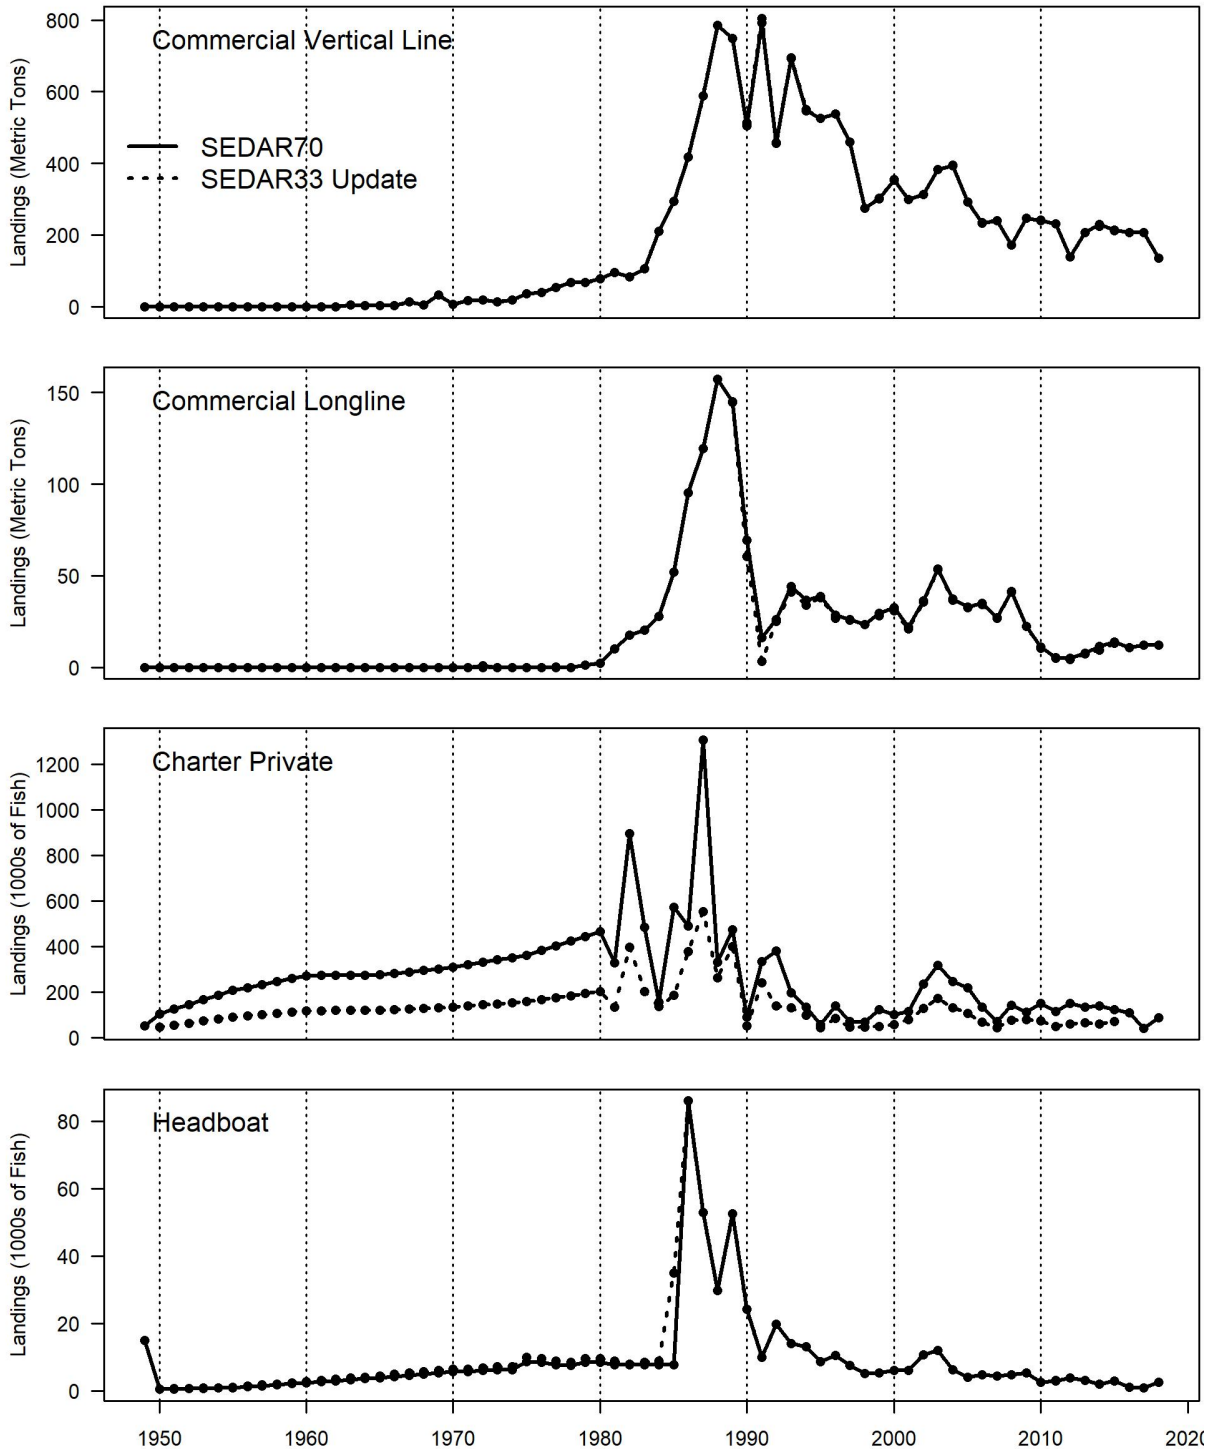 Commercial Vertical Line
SEDAR70
SEDAR33 Update
Landings (Metric Tons)
800
600
400
200
0
Commercial Longline
Landings (Metric Tons)
150
100
50
0
Charter Private
Landings (1000s of Fish)
1200
1000
800
600
400
200
0
Headboat
Landings (1000s of Fish)
80
60
40
20
0
1950 1960 1970 1980 1990 2000 2010 2020